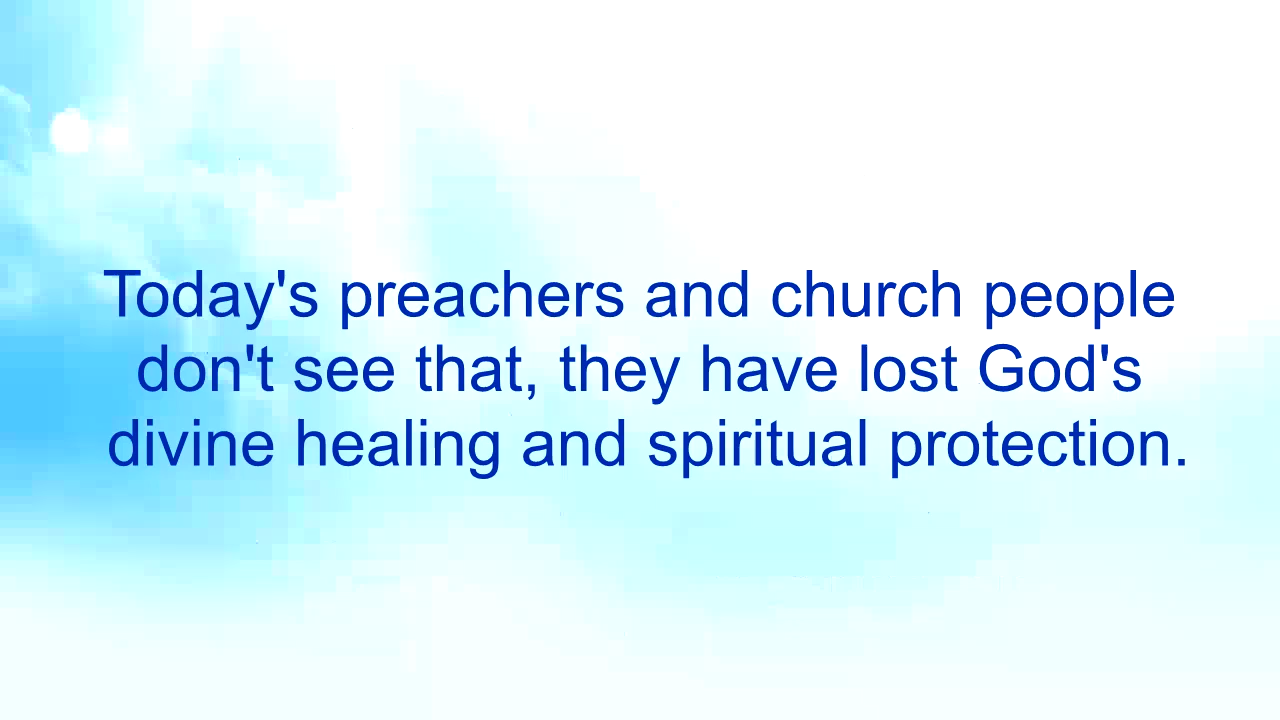 Today's preachers and church people
don't see that, they have lost God's
divine healing and spiritual protection.